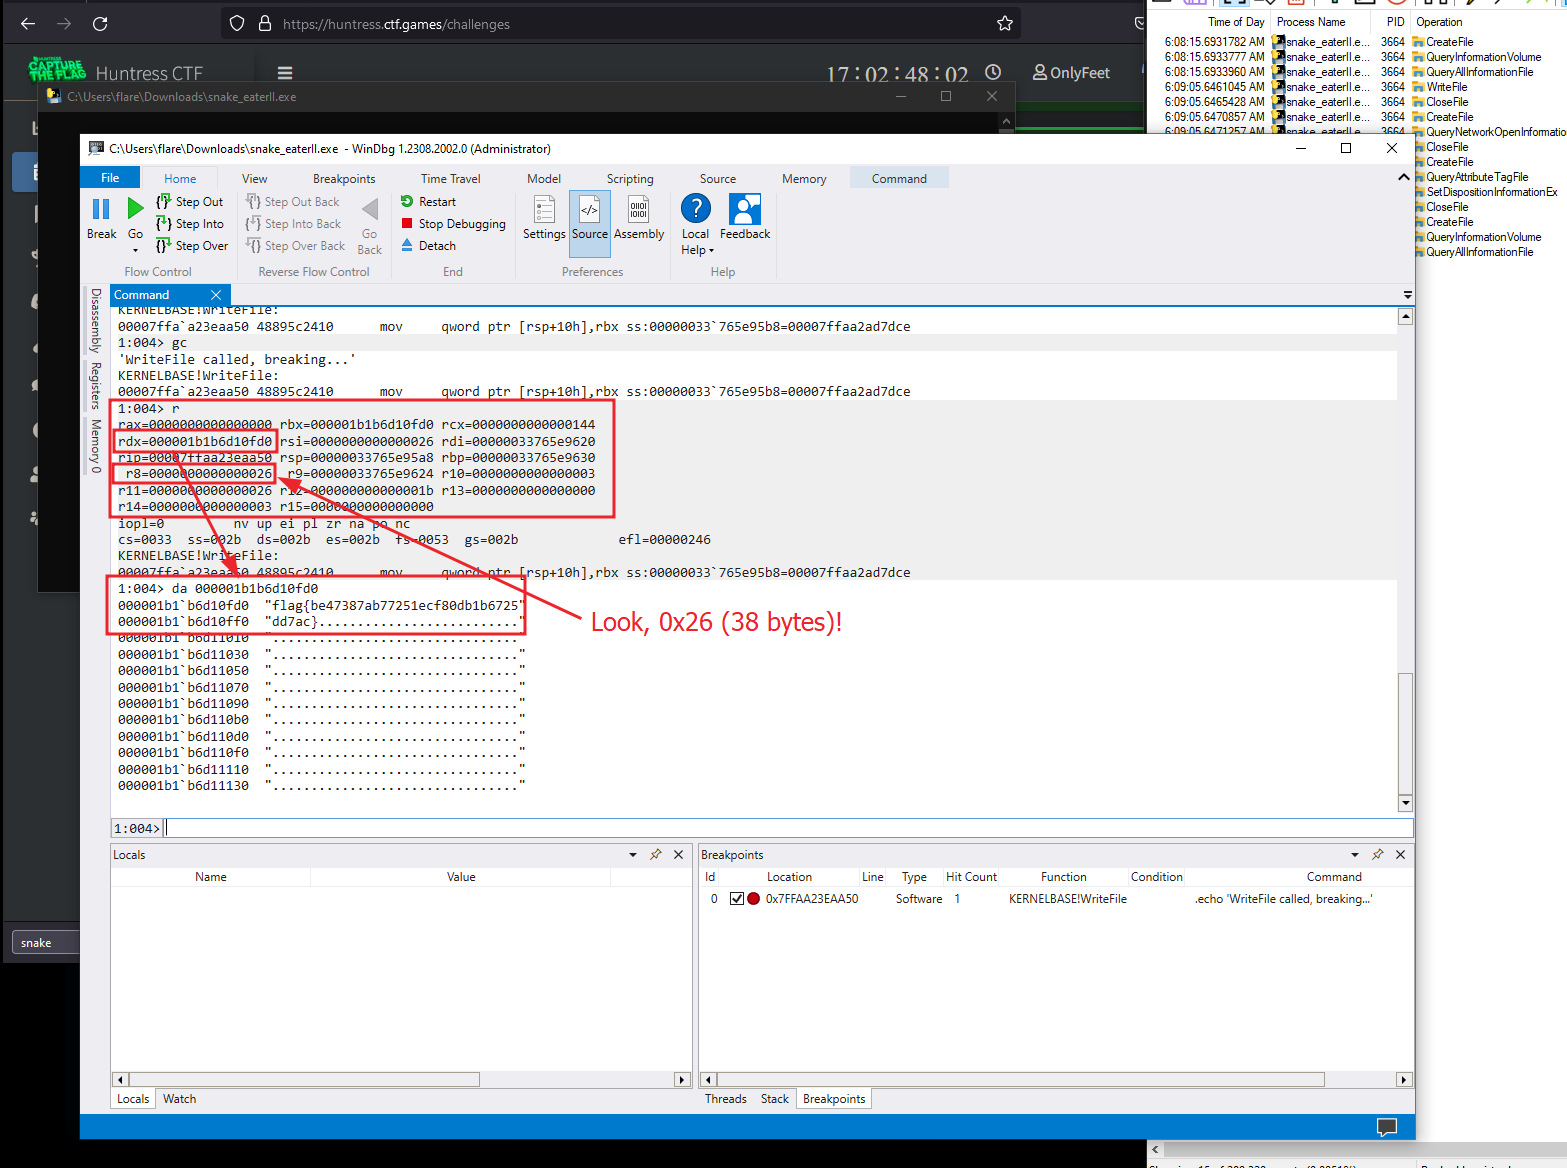 https://huntress.ctf.games/challenges
CAPTURE THE FLAG
Huntress CTF
17:02:48:02
OnlyFeet
C:\Users\flare\Downloads\snake_eaterII.exe
Time of Day Process Name PID Operation
6:08:15.6931782 AM snake_eaterII.e... 3664 CreateFile
6:08:15.6933777 AM snake_eaterII.e... 3664 QueryInformationVolume
6:08:15.6933960 AM snake_eaterII.e... 3664 QueryAllInformationFile
6:09:05.6461045 AM snake_eaterII.e... 3664 WriteFile
6:09:05.6465428 AM snake_eaterII.e... 3664 CloseFile
6:09:05.6470857 AM snake_eaterII.e... 3664 CreateFile
6:09:05.6471257 AM snake_eaterII.e... 3664 QueryNetworkOpenInformatio
CloseFile
CreateFile
QueryAttributeTagFile
SetDispositionInformationEx
CloseFile
CreateFile
QueryInformationVolume
QueryAllInformationFile
C:\Users\flare\Downloads\snake_eaterII.exe - WinDbg 1.2308.2002.0 (Administrator)
File Home View Breakpoints Time Travel Model Scripting Source Memory Command
Break Go Step Out Step Into Step Over
Flow Control
Step Out Back Step Into Back Step Over Back Go Back
Reverse Flow Control
Restart Stop Debugging Detach
End
Settings Source Assembly
Preferences
Local Help Feedback
Help
Disassembly
Registers
Memory 0
Command
KERNELBASE!WriteFile:
00007ffa`a23eaa50 48895c2410 mov qword ptr [rsp+10h],rbx ss:00000033`765e95b8=00007ffaa2ad7dce
1:004> gc
'WriteFile called, breaking...'
KERNELBASE!WriteFile:
00007ffa`a23eaa50 48895c2410 mov qword ptr [rsp+10h],rbx ss:00000033`765e95b8=00007ffaa2ad7dce
1:004> r
rax=0000000000000000 rbx=000001b1b6d10fd0 rcx=0000000000000144
rdx=000001b1b6d10fd0 rsi=0000000000000026 rdi=00000033765e9620
rip=00007ffaa23eaa50 rsp=00000033765e95a8 rbp=00000033765e9630
r8=0000000000000026 r9=00000033765e9624 r10=0000000000000003
r11=0000000000000026 r12=000000000000001b r13=0000000000000000
r14=0000000000000003 r15=0000000000000000
iopl=0 nv up ei pl zr na po nc
cs=0033 ss=002b ds=002b es=002b fs=0053 gs=002b efl=00000246
KERNELBASE!WriteFile:
00007ffa`a23eaa50 48895c2410 mov qword ptr [rsp+10h],rbx ss:00000033`765e95b8=00007ffaa2ad7dce
1:004> da 000001b1b6d10fd0
000001b1`b6d10fd0 "flag{be47387ab77251ecf80db1b6725"
000001b1`b6d10ff0 "dd7ac}.........................."
000001b1`b6d11010 "................................"
000001b1`b6d11030 "................................"
000001b1`b6d11050 "................................"
000001b1`b6d11070 "................................"
000001b1`b6d11090 "................................"
000001b1`b6d110b0 "................................"
000001b1`b6d110d0 "................................"
000001b1`b6d110f0 "................................"
000001b1`b6d11110 "................................"
000001b1`b6d11130 "................................"
Look, 0x26 (38 bytes)!
1:004>
Locals
Name Value
Locals Watch
Breakpoints
Id Location Line Type Hit Count Function Condition Command
0 0x7FFAA23EAA50 Software 1 KERNELBASE!WriteFile .echo 'WriteFile called, breaking...'
Threads Stack Breakpoints
snake